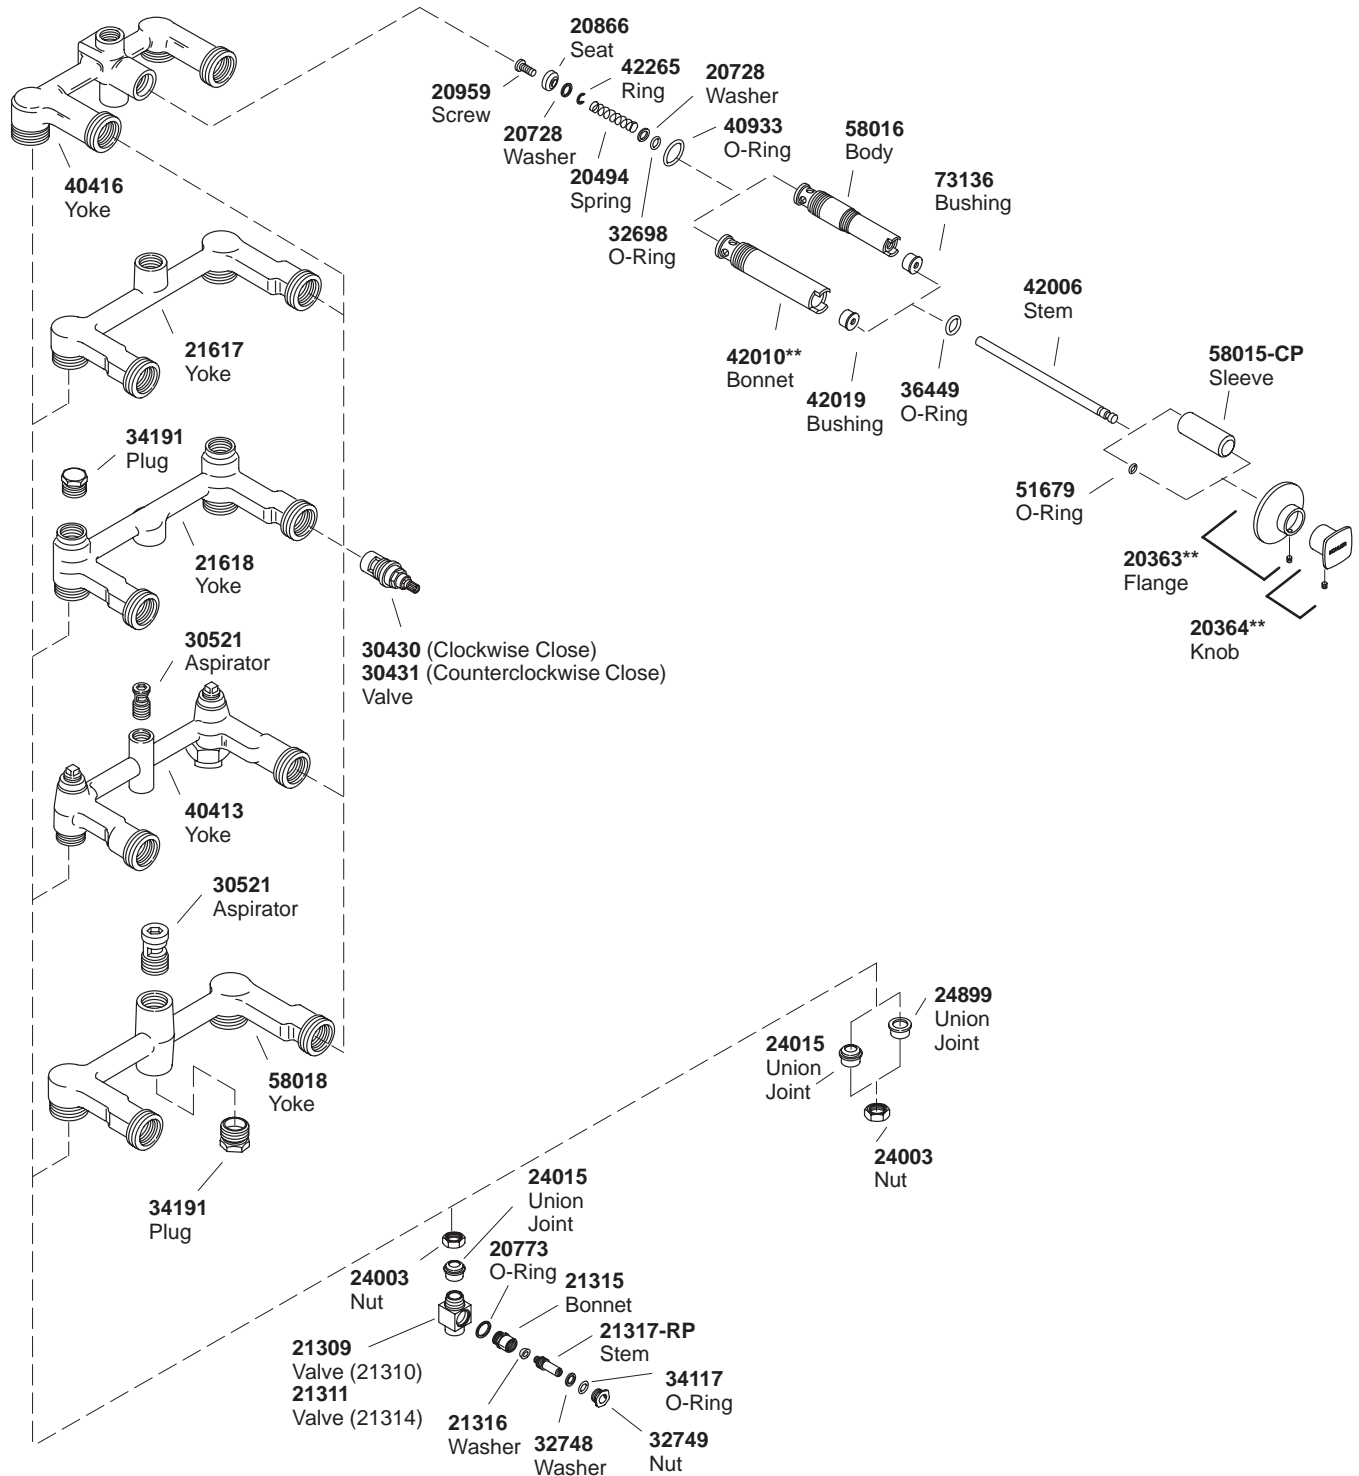 20866
Seat
42265
Ring
20728
Washer
20959
Screw
40933
O-Ring
58016
Body
20728
Washer
73136
Bushing
20494
Spring
40416
Yoke
32698
O-Ring
42006
Stem
21617
Yoke
42010**
Bonnet
58015-CP
Sleeve
42019
Bushing
36449
O-Ring
34191
Plug
51679
O-Ring
21618
Yoke
20363**
Flange
20364**
Knob
30521
Aspirator
30430 (Clockwise Close)
30431 (Counterclockwise Close)
Valve
40413
Yoke
30521
Aspirator
24899
Union
Joint
24015
Union
Joint
58018
Yoke
24003
Nut
34191
Plug
24015
Union
Joint
20773
O-Ring
24003
Nut
21315
Bonnet
21309
Valve (21310)
21311
Valve (21314)
21317-RP
Stem
34117
O-Ring
21316
Washer
32748
Washer
32749
Nut